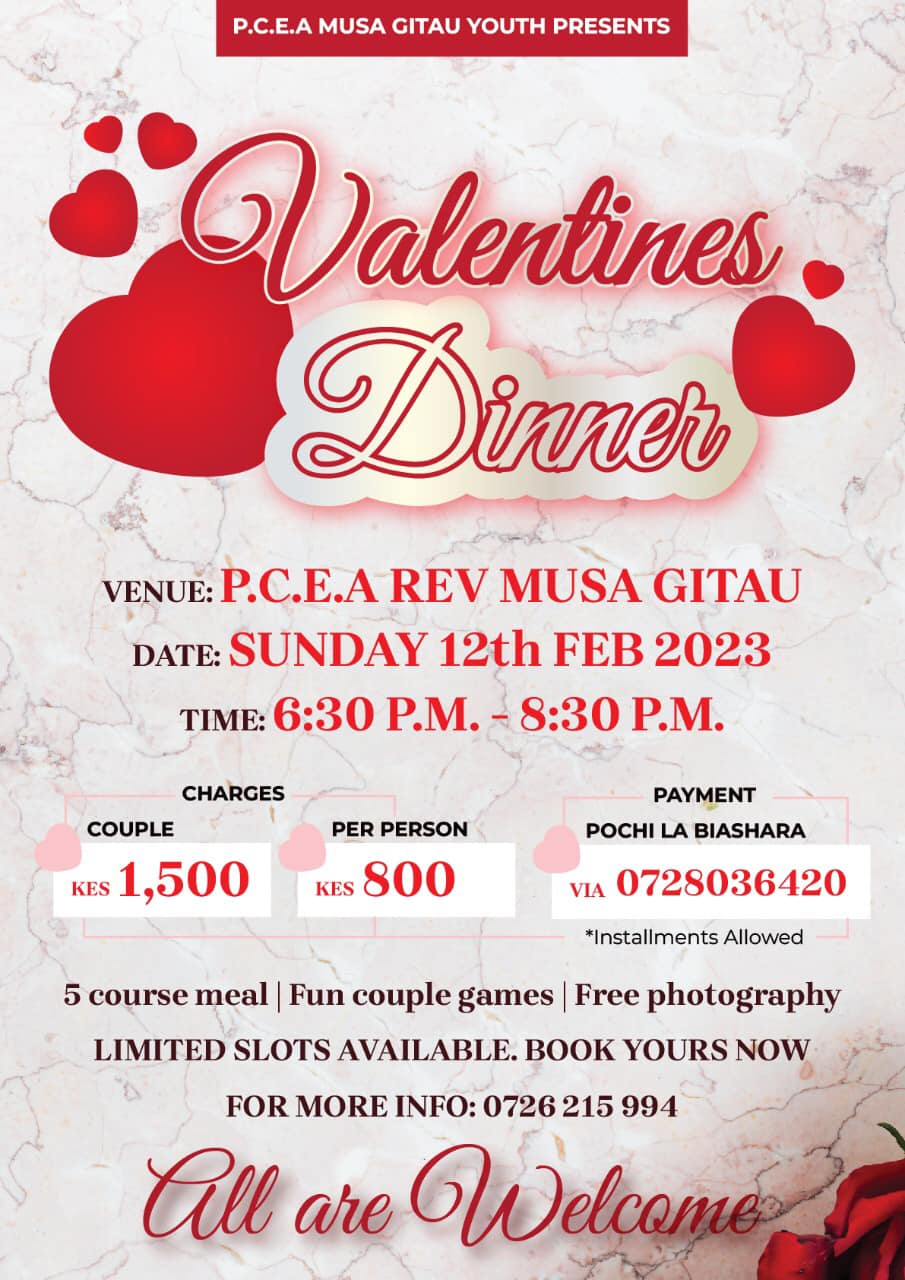 P.C.E.A MUSA GITAU YOUTH PRESENTS
Valentines
Dinner
VENUE: P.C.E.A REV MUSA GITAU
DATE: SUNDAY 12th FEB 2023
TIME: 6:30 P.M. - 8:30 P.M.
CHARGES
COUPLE
KES 1,500
PER PERSON
KES 800
PAYMENT
POCHI LA BIASHARA
VIA 0728036420
*Installments Allowed
5 course meal | Fun couple games | Free photography
LIMITED SLOTS AVAILABLE. BOOK YOURS NOW
FOR MORE INFO: 0726 215 994
All are Welcome